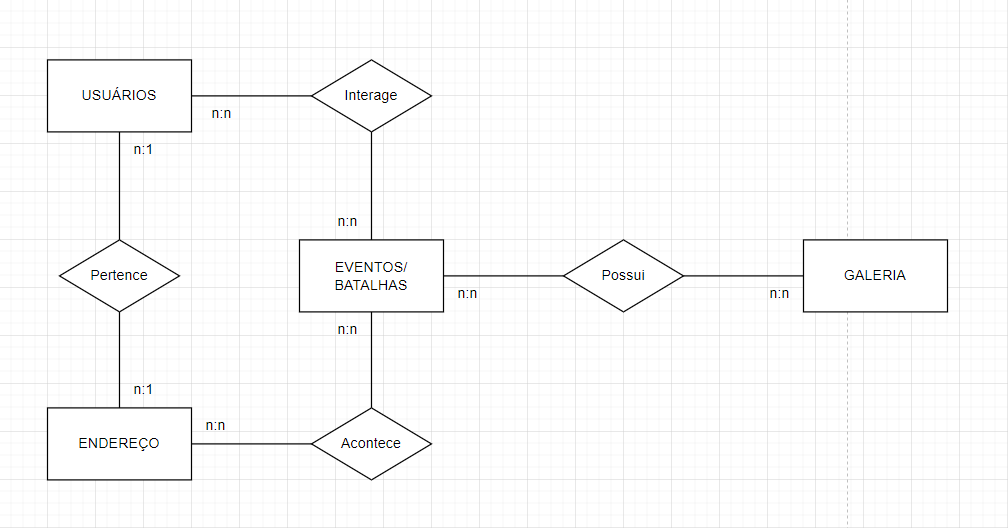 USUÁRIOS
Interage
n:n
n:1
n:n
Pertence
EVENTOS/
BATALHAS
Possui
GALERIA
n:n
n:n
n:n
n:1
n:n
ENDEREÇO
Acontece